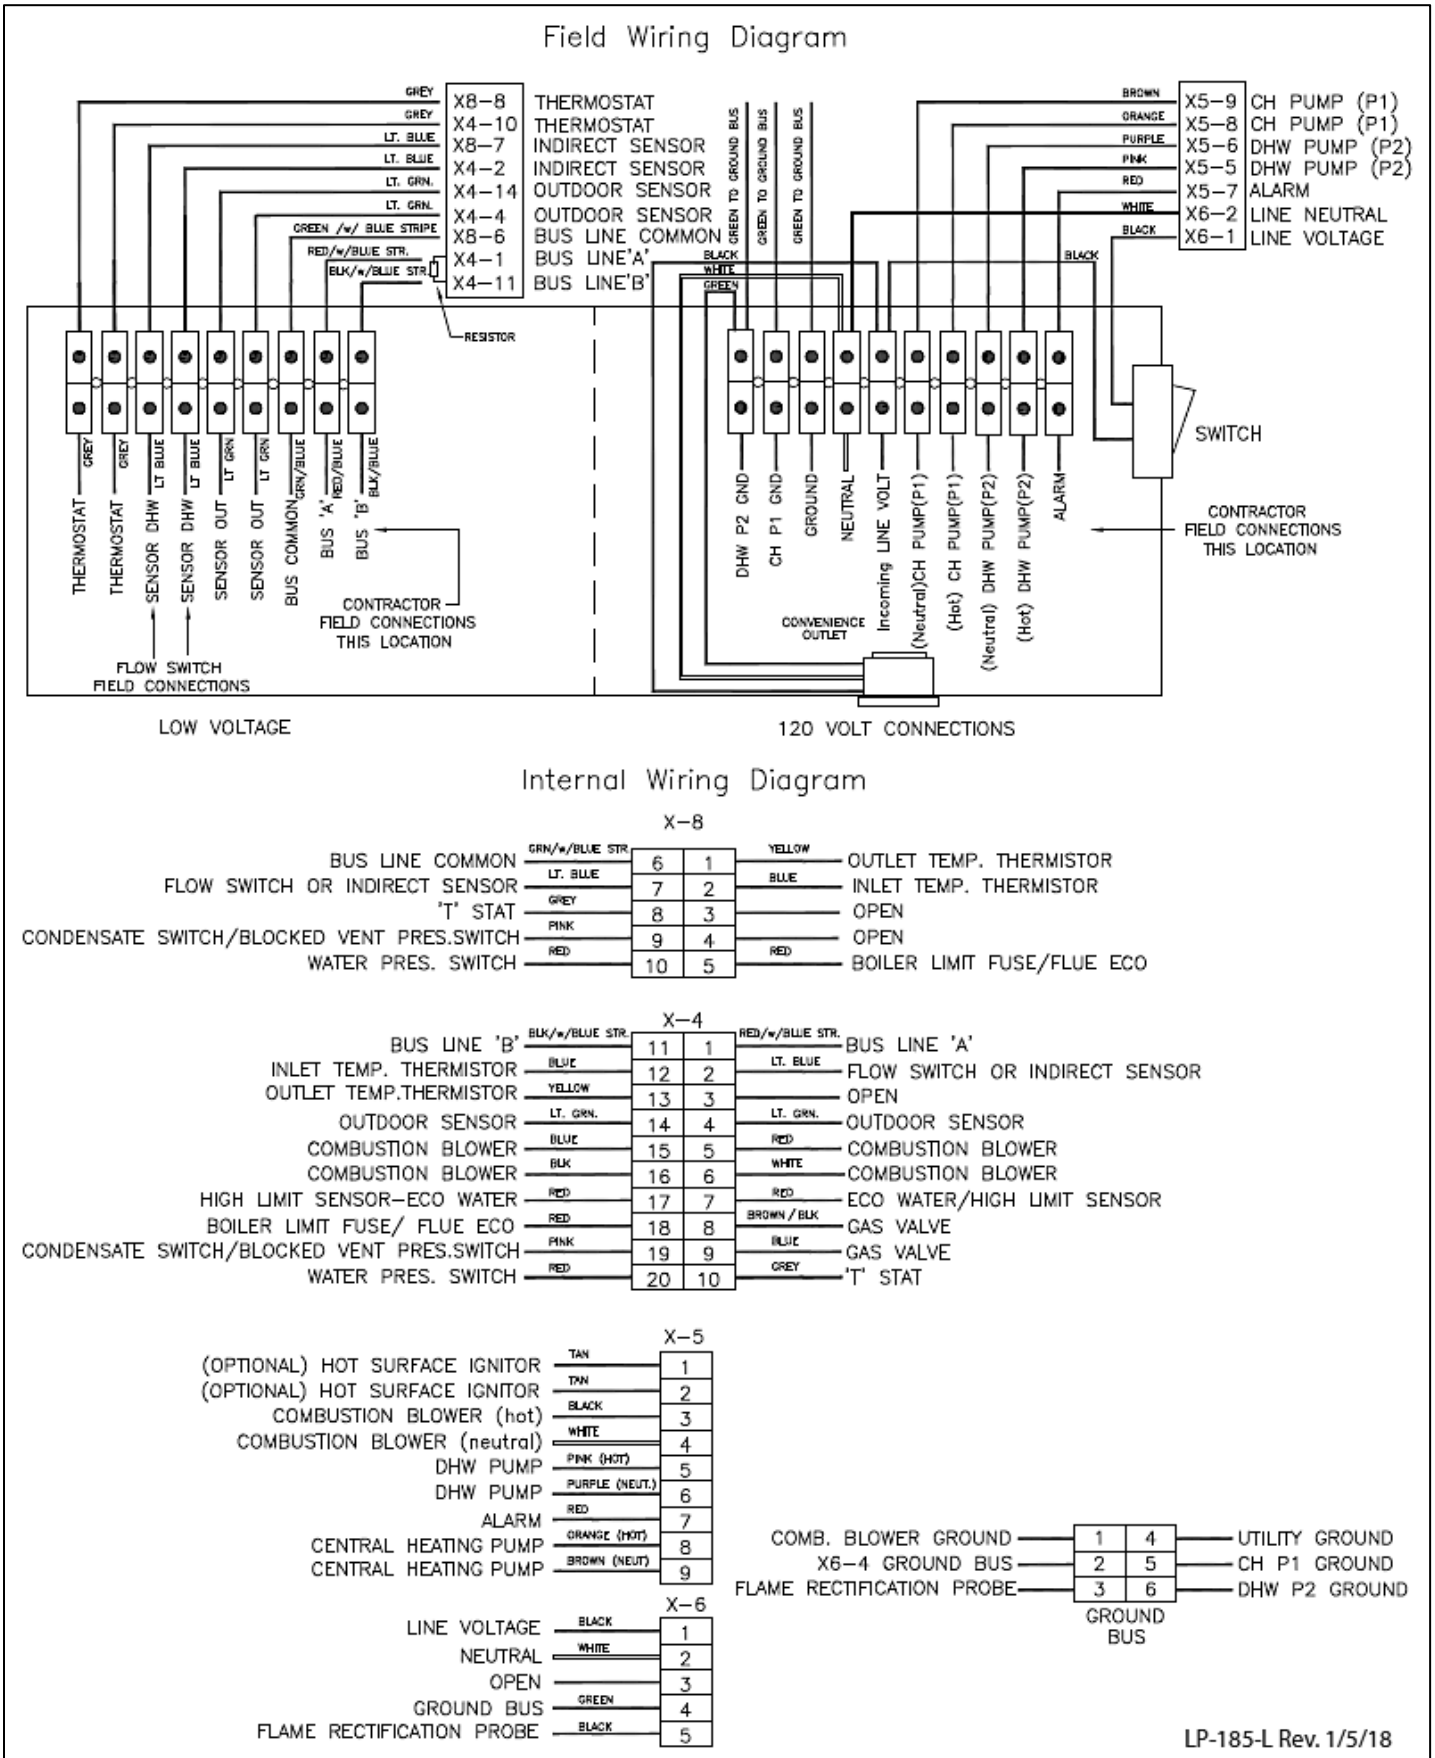 Field Wiring Diagram
GREY X8-8 THERMOSTAT
GREY X4-10 THERMOSTAT
LT. BLUE X8-7 INDIRECT SENSOR
LT. BLUE X4-2 INDIRECT SENSOR
LT. GRN. X4-14 OUTDOOR SENSOR
LT. GRN. X4-4 OUTDOOR SENSOR
GREEN /w/ BLUE STRIPE X8-6 BUS LINE COMMON
RED/w/BLUE STR. X4-1 BUS LINE'A'
BLK/w/BLUE STR. X4-11 BUS LINE'B'
RESISTOR
GREEN TO GROUND BUS
GREEN TO GROUND BUS
GREEN TO GROUND BUS
BROWN X5-9 CH PUMP (P1)
ORANGE X5-8 CH PUMP (P1)
PURPLE X5-6 DHW PUMP (P2)
PINK X5-5 DHW PUMP (P2)
RED X5-7 ALARM
WHITE X6-2 LINE NEUTRAL
BLACK X6-1 LINE VOLTAGE
BLACK
WHITE
GREEN
BLACK
SWITCH
GREY
GREY
LT BLUE
LT BLUE
LT GRN
LT GRN
GRN/BLUE
RED/BLUE
BLK/BLUE
THERMOSTAT
THERMOSTAT
SENSOR DHW
SENSOR DHW
SENSOR OUT
SENSOR OUT
BUS COMMON
BUS 'A'
BUS 'B'
CONTRACTOR
FIELD CONNECTIONS
THIS LOCATION
FLOW SWITCH
FIELD CONNECTIONS
DHW P2 GND
CH P1 GND
GROUND
NEUTRAL
Incoming LINE VOLT
(Neutral)CH PUMP(P1)
(Hot) CH PUMP(P1)
(Neutral) DHW PUMP(P2)
(Hot) DHW PUMP(P2)
ALARM
CONTRACTOR
FIELD CONNECTIONS
THIS LOCATION
CONVENIENCE
OUTLET
LOW VOLTAGE
120 VOLT CONNECTIONS
Internal Wiring Diagram
X-8
BUS LINE COMMON GRN/w/BLUE STR. 6 1 YELLOW OUTLET TEMP. THERMISTOR
FLOW SWITCH OR INDIRECT SENSOR LT. BLUE 7 2 BLUE INLET TEMP. THERMISTOR
'T' STAT GREY 8 3 OPEN
CONDENSATE SWITCH/BLOCKED VENT PRES.SWITCH PINK 9 4 OPEN
WATER PRES. SWITCH RED 10 5 RED BOILER LIMIT FUSE/FLUE ECO
X-4
BUS LINE 'B' BLK/w/BLUE STR. 11 1 RED/w/BLUE STR. BUS LINE 'A'
INLET TEMP. THERMISTOR BLUE 12 2 LT. BLUE FLOW SWITCH OR INDIRECT SENSOR
OUTLET TEMP.THERMISTOR YELLOW 13 3 OPEN
OUTDOOR SENSOR LT. GRN. 14 4 LT. GRN. OUTDOOR SENSOR
COMBUSTION BLOWER BLUE 15 5 RED COMBUSTION BLOWER
COMBUSTION BLOWER BLK 16 6 WHITE COMBUSTION BLOWER
HIGH LIMIT SENSOR-ECO WATER RED 17 7 RED ECO WATER/HIGH LIMIT SENSOR
BOILER LIMIT FUSE/ FLUE ECO RED 18 8 BROWN/BLK GAS VALVE
CONDENSATE SWITCH/BLOCKED VENT PRES.SWITCH PINK 19 9 BLUE GAS VALVE
WATER PRES. SWITCH RED 20 10 GREY 'T' STAT
X-5
(OPTIONAL) HOT SURFACE IGNITOR TAN 1
(OPTIONAL) HOT SURFACE IGNITOR TAN 2
COMBUSTION BLOWER (hot) BLACK 3
COMBUSTION BLOWER (neutral) WHITE 4
DHW PUMP PINK (HOT) 5
DHW PUMP PURPLE (NEUT.) 6
ALARM RED 7
CENTRAL HEATING PUMP ORANGE (HOT) 8
CENTRAL HEATING PUMP BROWN (NEUT) 9
X-6
LINE VOLTAGE BLACK 1
NEUTRAL WHITE 2
OPEN 3
GROUND BUS GREEN 4
FLAME RECTIFICATION PROBE BLACK 5
COMB. BLOWER GROUND 1 4 UTILITY GROUND
X6-4 GROUND BUS 2 5 CH P1 GROUND
FLAME RECTIFICATION PROBE 3 6 DHW P2 GROUND
GROUND
BUS
LP-185-L Rev. 1/5/18